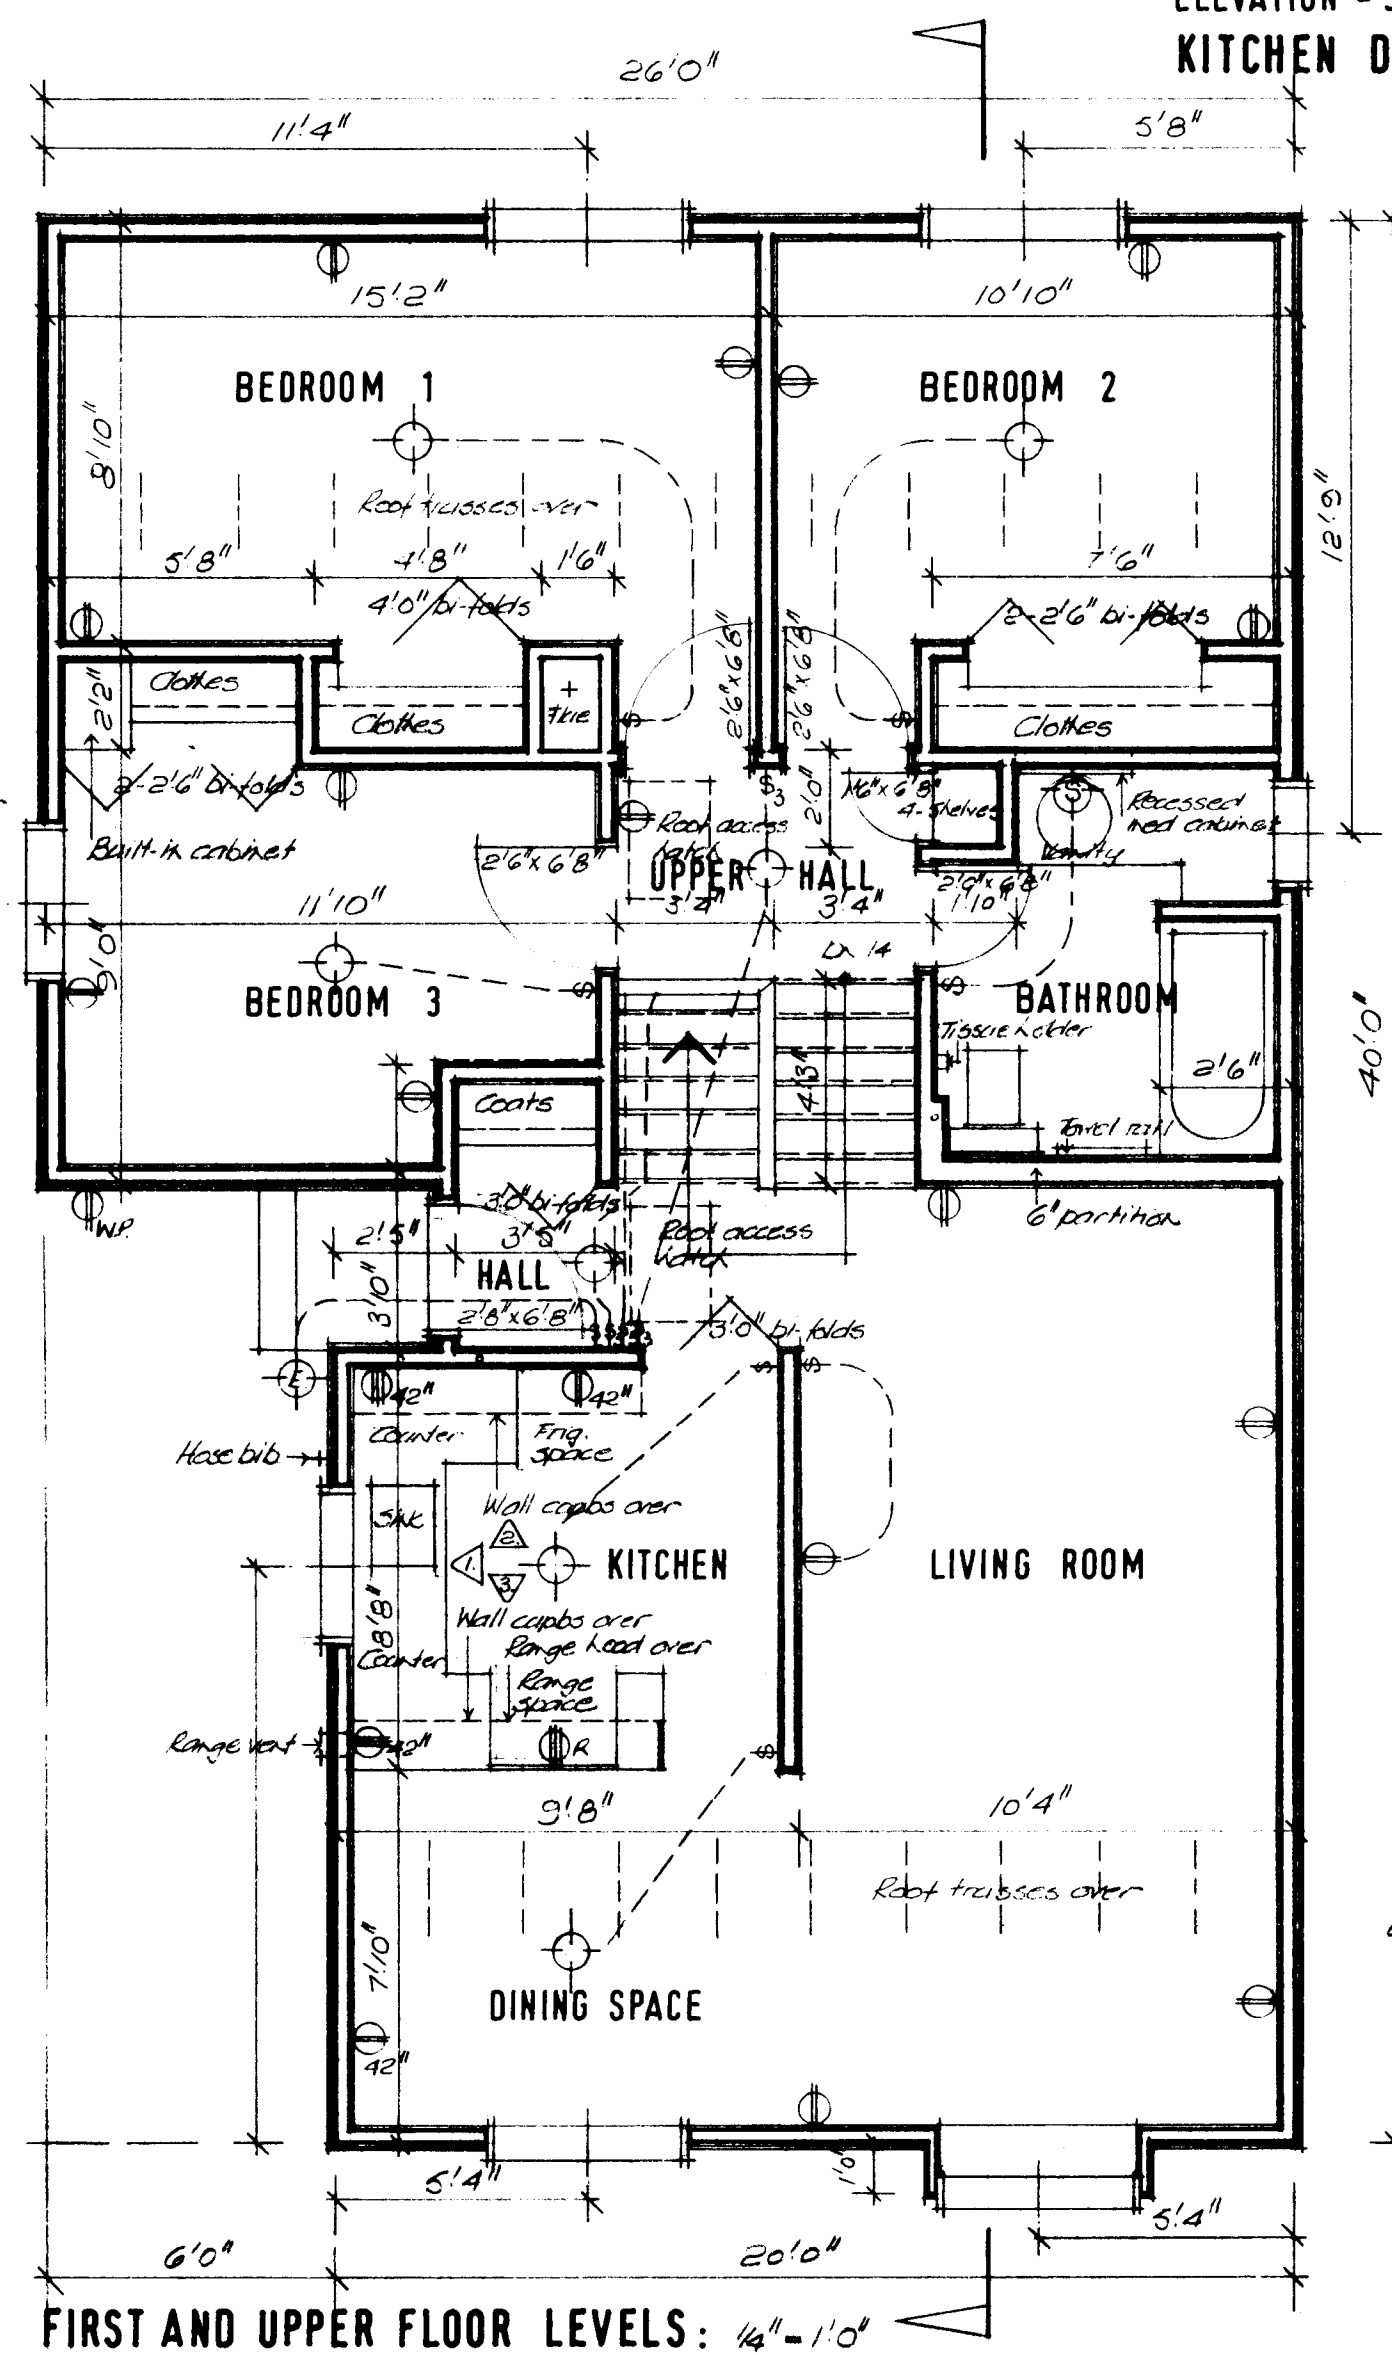 KITCHEN D
26'0"
11'4"
5'8"
15'2"
10'10"
BEDROOM 1
BEDROOM 2
8'10"
12'9"
Roof trusses over
5'8"
4'8"
1'6"
7'6"
4'0" bi-folds
2-2'6" bi-folds
2'6"x6'8"
2'6"x6'8"
Clothes
2'2"
Clothes
Flue
Clothes
S
S
2-2'6" bi-folds
S3
2'0"
1'6"x6'8"
4-Shelves
S
Recessed
med cabinet
Built-in cabinet
Roof access
hatch
2'6"x6'8"
Vanity
UPPER HALL
2'0"x6'8"
11'10"
3'4"
3'4"
1'10"
9'0"
Dn 14
BEDROOM 3
S
S
BATHROOM
40'0"
Tissue holder
4'3"
2'6"
Coats
Towel rail
W.P.
3'0" bi-folds
6" partition
2'5"
3'5"
Roof access
hatch
HALL
3'10"
2'8"x6'8"
3'0" bi-folds
E
S
S
42"
42"
Counter
Frig.
space
Hose bib
Sink
Wall cupbs over
2.
1.
KITCHEN
LIVING ROOM
3.
8'8"
Wall cupbs over
Range hood over
Counter
Range
space
Range vent
42"
R
S
9'8"
10'4"
Roof trusses over
7'10"
DINING SPACE
42"
5'4"
1'0"
5'4"
6'0"
20'0"
FIRST AND UPPER FLOOR LEVELS: 1/4"-1'0"